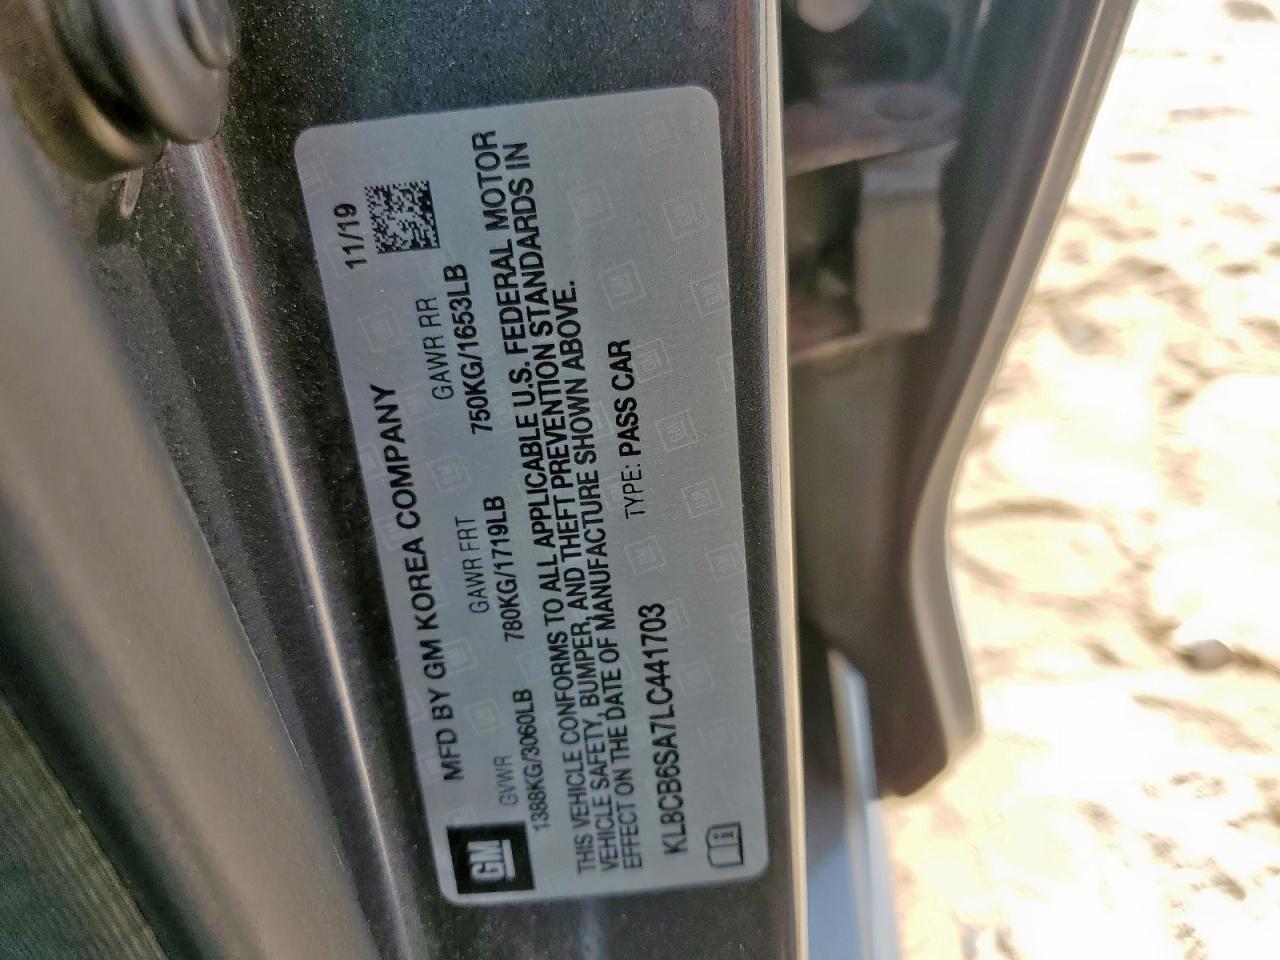 GM
MFD BY GM KOREA COMPANY
11/19
GVWR
GAWR FRT
GAWR RR
1388KG/3060LB
780KG/1719LB
750KG/1653LB
THIS VEHICLE CONFORMS TO ALL APPLICABLE U.S. FEDERAL MOTOR
VEHICLE SAFETY, BUMPER, AND THEFT PREVENTION STANDARDS IN
EFFECT ON THE DATE OF MANUFACTURE SHOWN ABOVE.
KL8CB6SA7LC441703
TYPE: PASS CAR